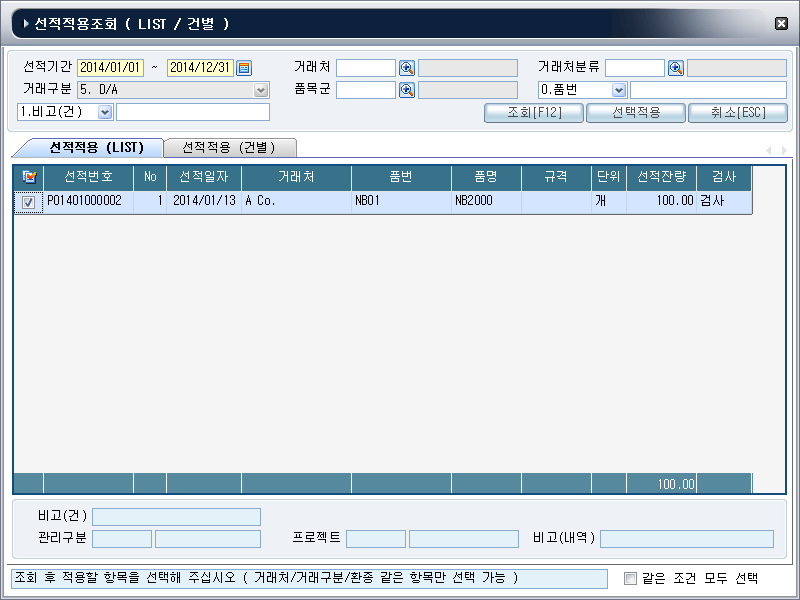 선적적용조회 ( LIST / 건별 )
선적기간 2014/01/01 ~ 2014/12/31 거래처 거래처분류
거래구분 5. D/A 품목군 0.품번
1.비고(건) 조회[F12] 선택적용 취소[ESC]
선적적용 (LIST) 선적적용 (건별)
선적번호 No 선적일자 거래처 품번 품명 규격 단위 선적잔량 검사
P01401000002 1 2014/01/13 A Co. NB01 NB2000 개 100.00 검사
100.00
비고(건)
관리구분 프로젝트 비고(내역)
조회 후 적용할 항목을 선택해 주십시오 ( 거래처/거래구분/환종 같은 항목만 선택 가능 ) 같은 조건 모두 선택